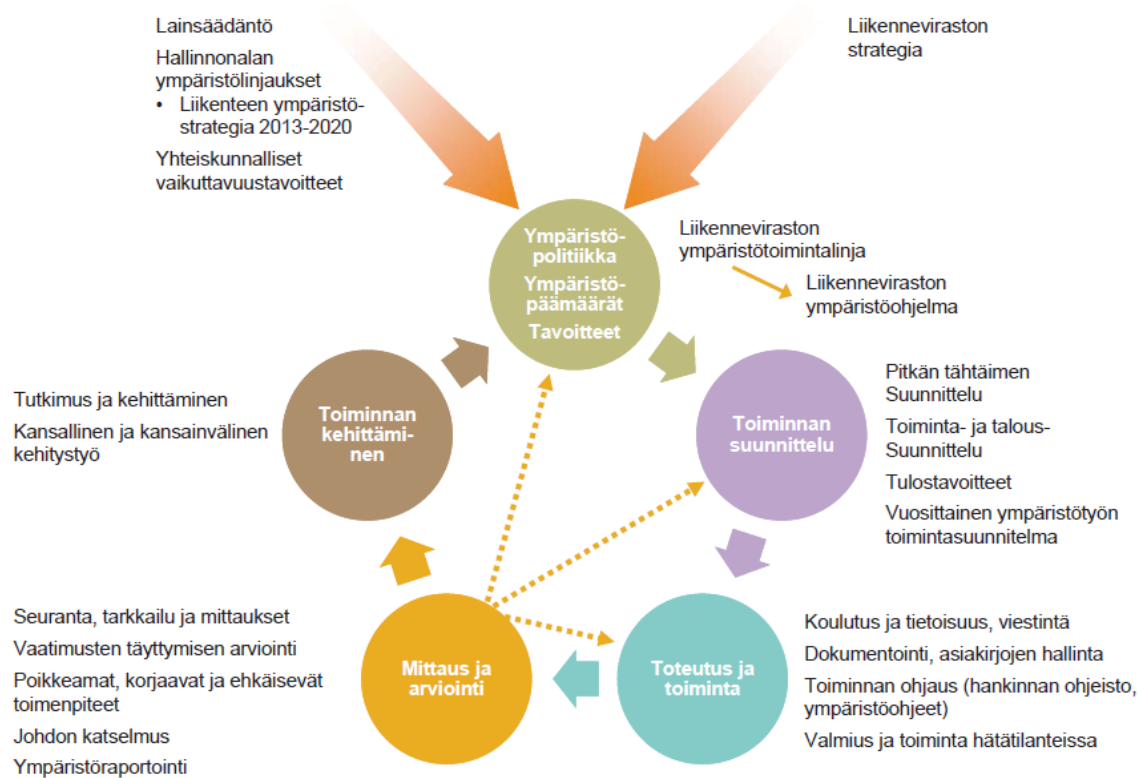 Lainsäädäntö
Hallinnonalan
ympäristölinjaukset
• Liikenteen ympäristö-
strategia 2013-2020
Yhteiskunnalliset
vaikuttavuustavoitteet
Liikenneviraston
strategia
Ympäristö-
politiikka
Ympäristö-
päämäärät
Tavoitteet
Liikenneviraston
ympäristötoimintalinja
Liikenneviraston
ympäristöohjelma
Tutkimus ja kehittäminen
Kansallinen ja kansainvälinen
kehitystyö
Toiminnan
kehittämi-
nen
Toiminnan
suunnittelu
Pitkän tähtäimen
Suunnittelu
Toiminta- ja talous-
Suunnittelu
Tulostavoitteet
Vuosittainen ympäristötyön
toimintasuunnitelma
Seuranta, tarkkailu ja mittaukset
Vaatimusten täyttymisen arviointi
Poikkeamat, korjaavat ja ehkäisevät
toimenpiteet
Johdon katselmus
Ympäristöraportointi
Mittaus ja
arviointi
Toteutus ja
toiminta
Koulutus ja tietoisuus, viestintä
Dokumentointi, asiakirjojen hallinta
Toiminnan ohjaus (hankinnan ohjeisto,
ympäristöohjeet)
Valmius ja toiminta hätätilanteissa